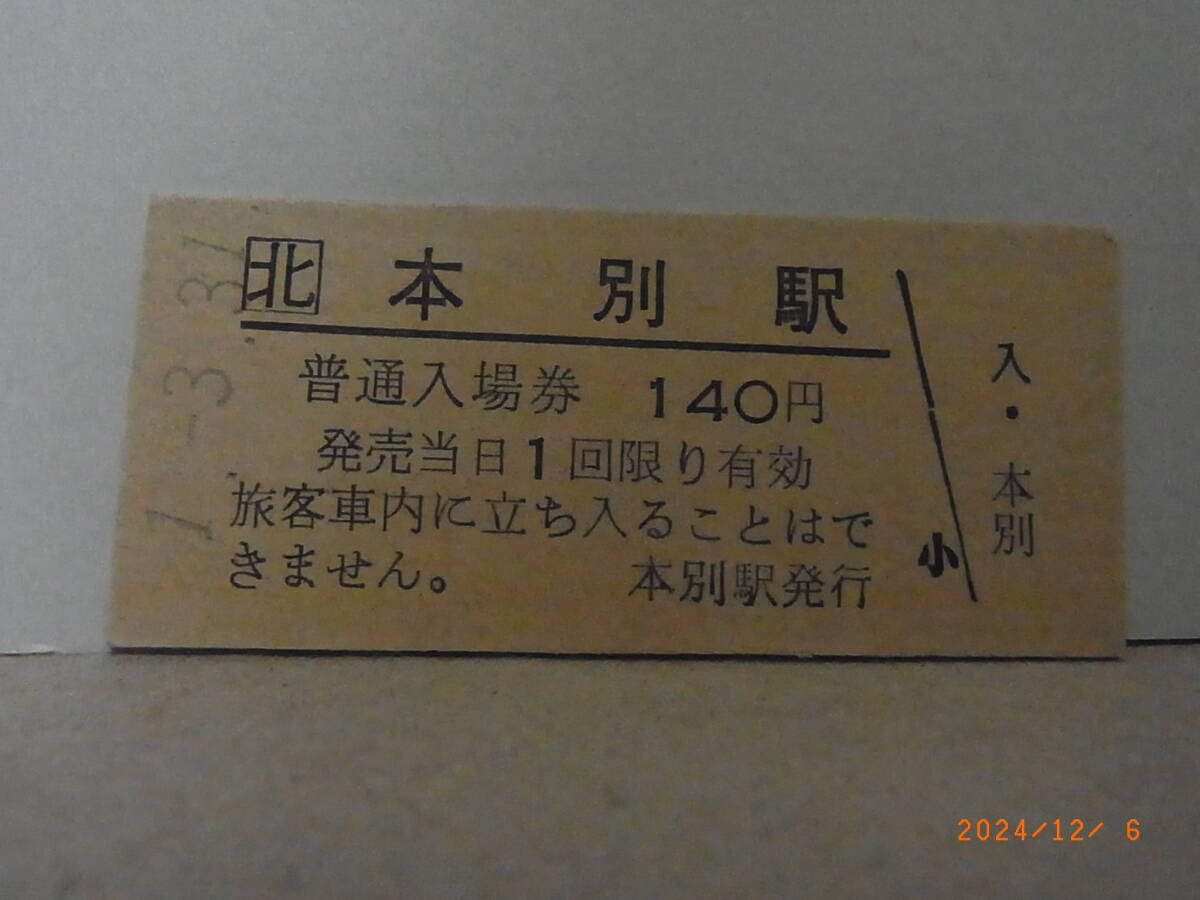 1.-3.31
北 本別駅
普通入場券 140円
発売当日1回限り有効
旅客車内に立ち入ることはで
きません。 本別駅発行
小
入・本別
2024/12/ 6